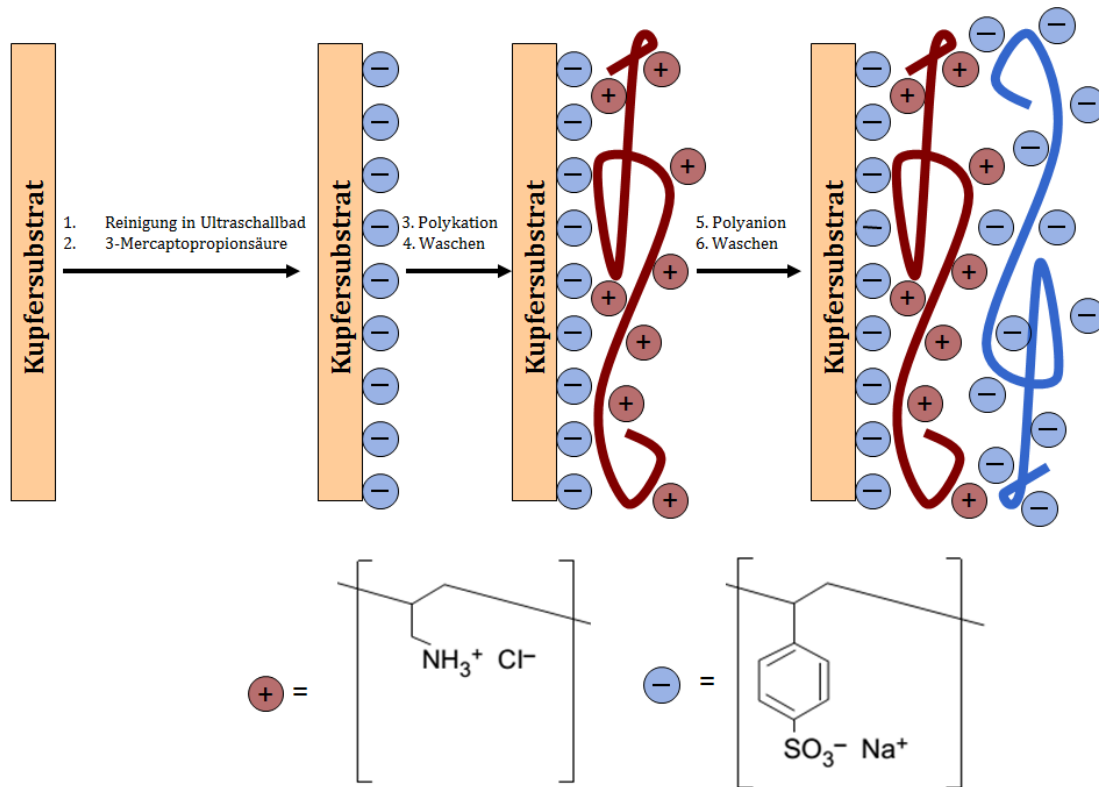 Kupfersubstrat
1. Reinigung in Ultraschallbad
2. 3-Mercaptopropionsäure
Kupfersubstrat
3. Polykation
4. Waschen
Kupfersubstrat
5. Polyanion
6. Waschen
Kupfersubstrat
+ =
NH₃⁺ Cl⁻
− =
SO₃⁻ Na⁺